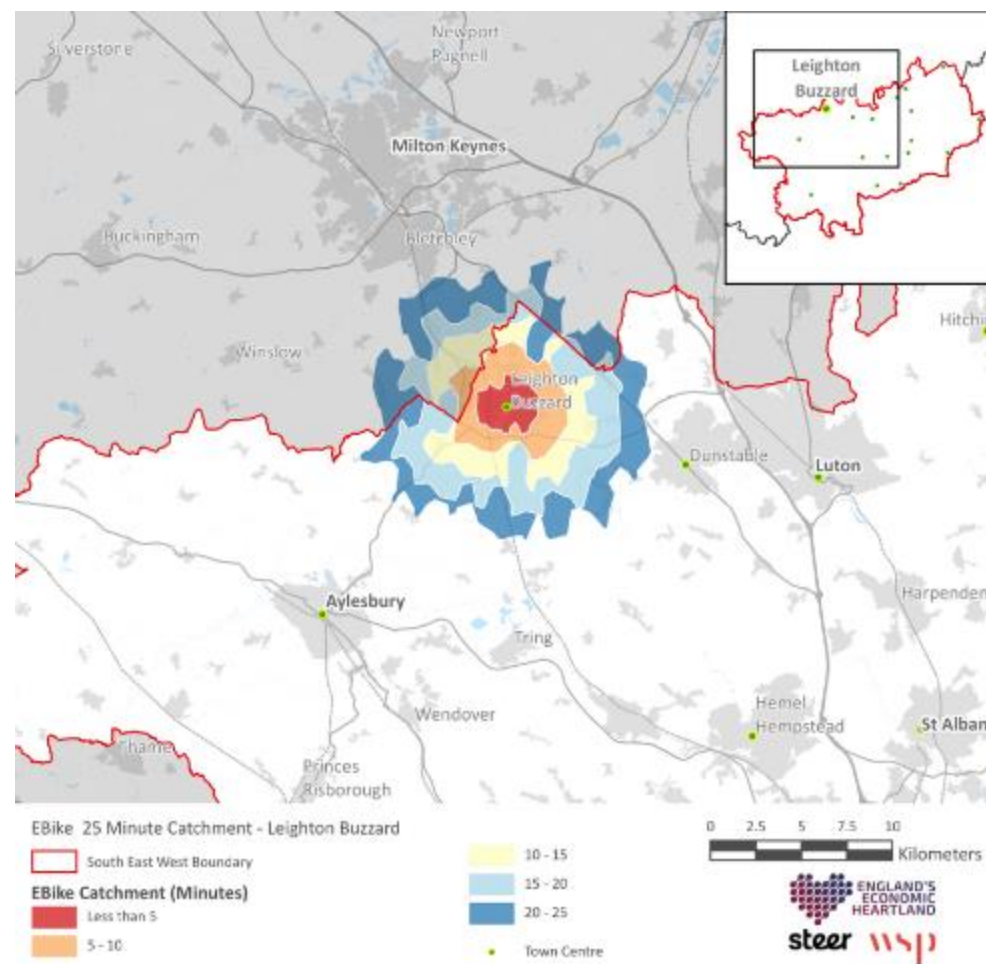 Silverstone
Newport
Pagnell
Leighton
Buzzard
Milton Keynes
Buckingham
Bletchley
Hitchi
Winslow
Leighton
Buzzard
Dunstable
Luton
Aylesbury
Harpenden
Tring
Wendover
Hemel
Hempstead
St Alban
Thame
Princes
Risborough
EBike 25 Minute Catchment - Leighton Buzzard
South East West Boundary
EBike Catchment (Minutes)
Less than 5
5 - 10
10 - 15
15 - 20
20 - 25
Town Centre
0 2.5 5 7.5 10
Kilometers
ENGLAND'S
ECONOMIC
HEARTLAND
steer wsp